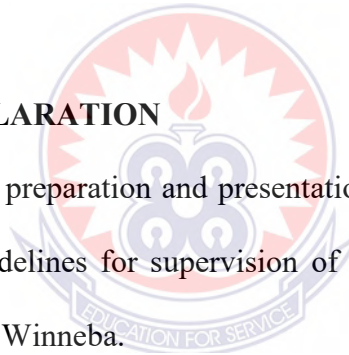 LARATION
preparation and presentatio
delines for supervision of
Winneba.
EDUCATION FOR SERVICE